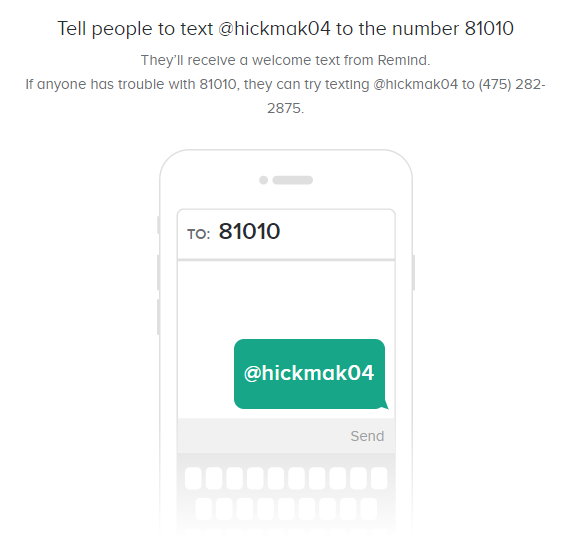 Tell people to text @hickmak04 to the number 81010
They'll receive a welcome text from Remind.
If anyone has trouble with 81010, they can try texting @hickmak04 to (475) 282-
2875.
TO: 81010
@hickmak04
Send